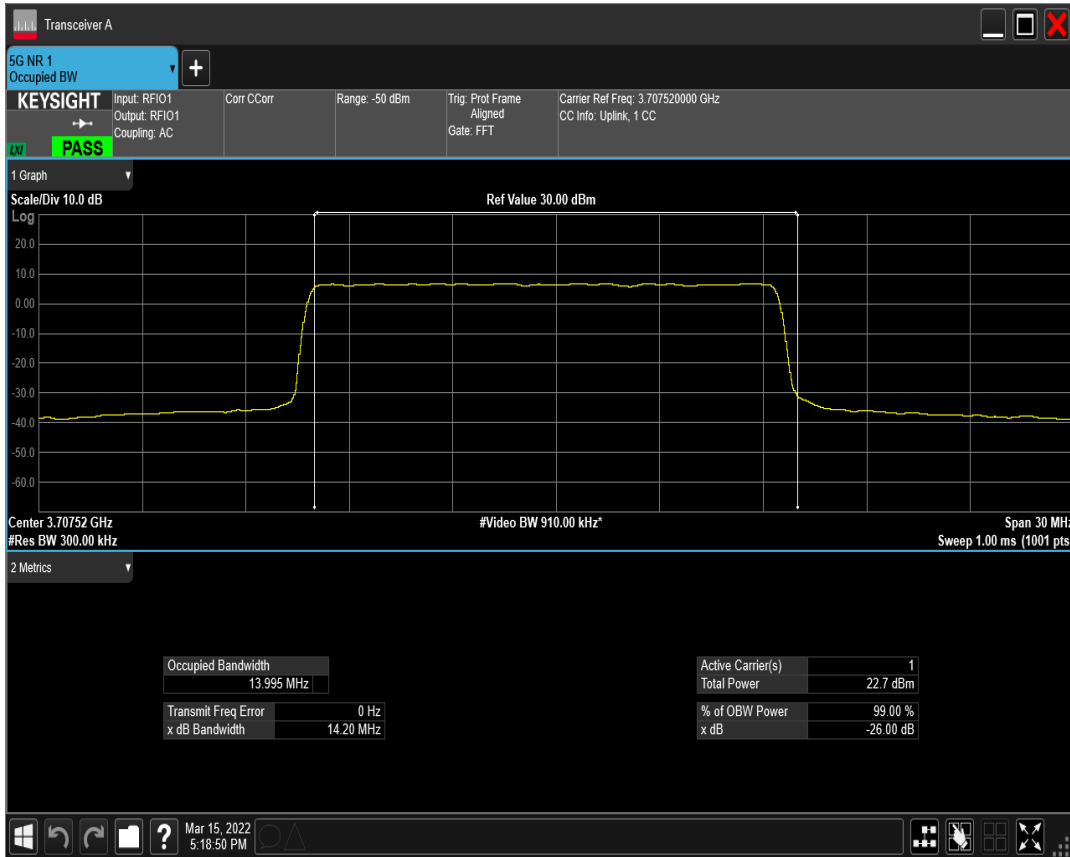 Transceiver A
5G NR 1
Occupied BW
KEYSIGHT
LXI
PASS
Input: RFIO1
Output: RFIO1
Coupling: AC
Corr CCorr
Range: -50 dBm
Trig: Prot Frame
Aligned
Gate: FFT
Carrier Ref Freq: 3.707520000 GHz
CC Info: Uplink, 1 CC
1 Graph
Scale/Div 10.0 dB
Ref Value 30.00 dBm
Log
20.0
10.0
0.00
-10.0
-20.0
-30.0
-40.0
-50.0
-60.0
Center 3.70752 GHz
#Video BW 910.00 kHz*
Span 30 MHz
#Res BW 300.00 kHz
Sweep 1.00 ms (1001 pts
2 Metrics
Occupied Bandwidth
13.995 MHz
Transmit Freq Error 0 Hz
x dB Bandwidth 14.20 MHz
Active Carrier(s) 1
Total Power 22.7 dBm
% of OBW Power 99.00 %
x dB -26.00 dB
?
Mar 15, 2022
5:18:50 PM